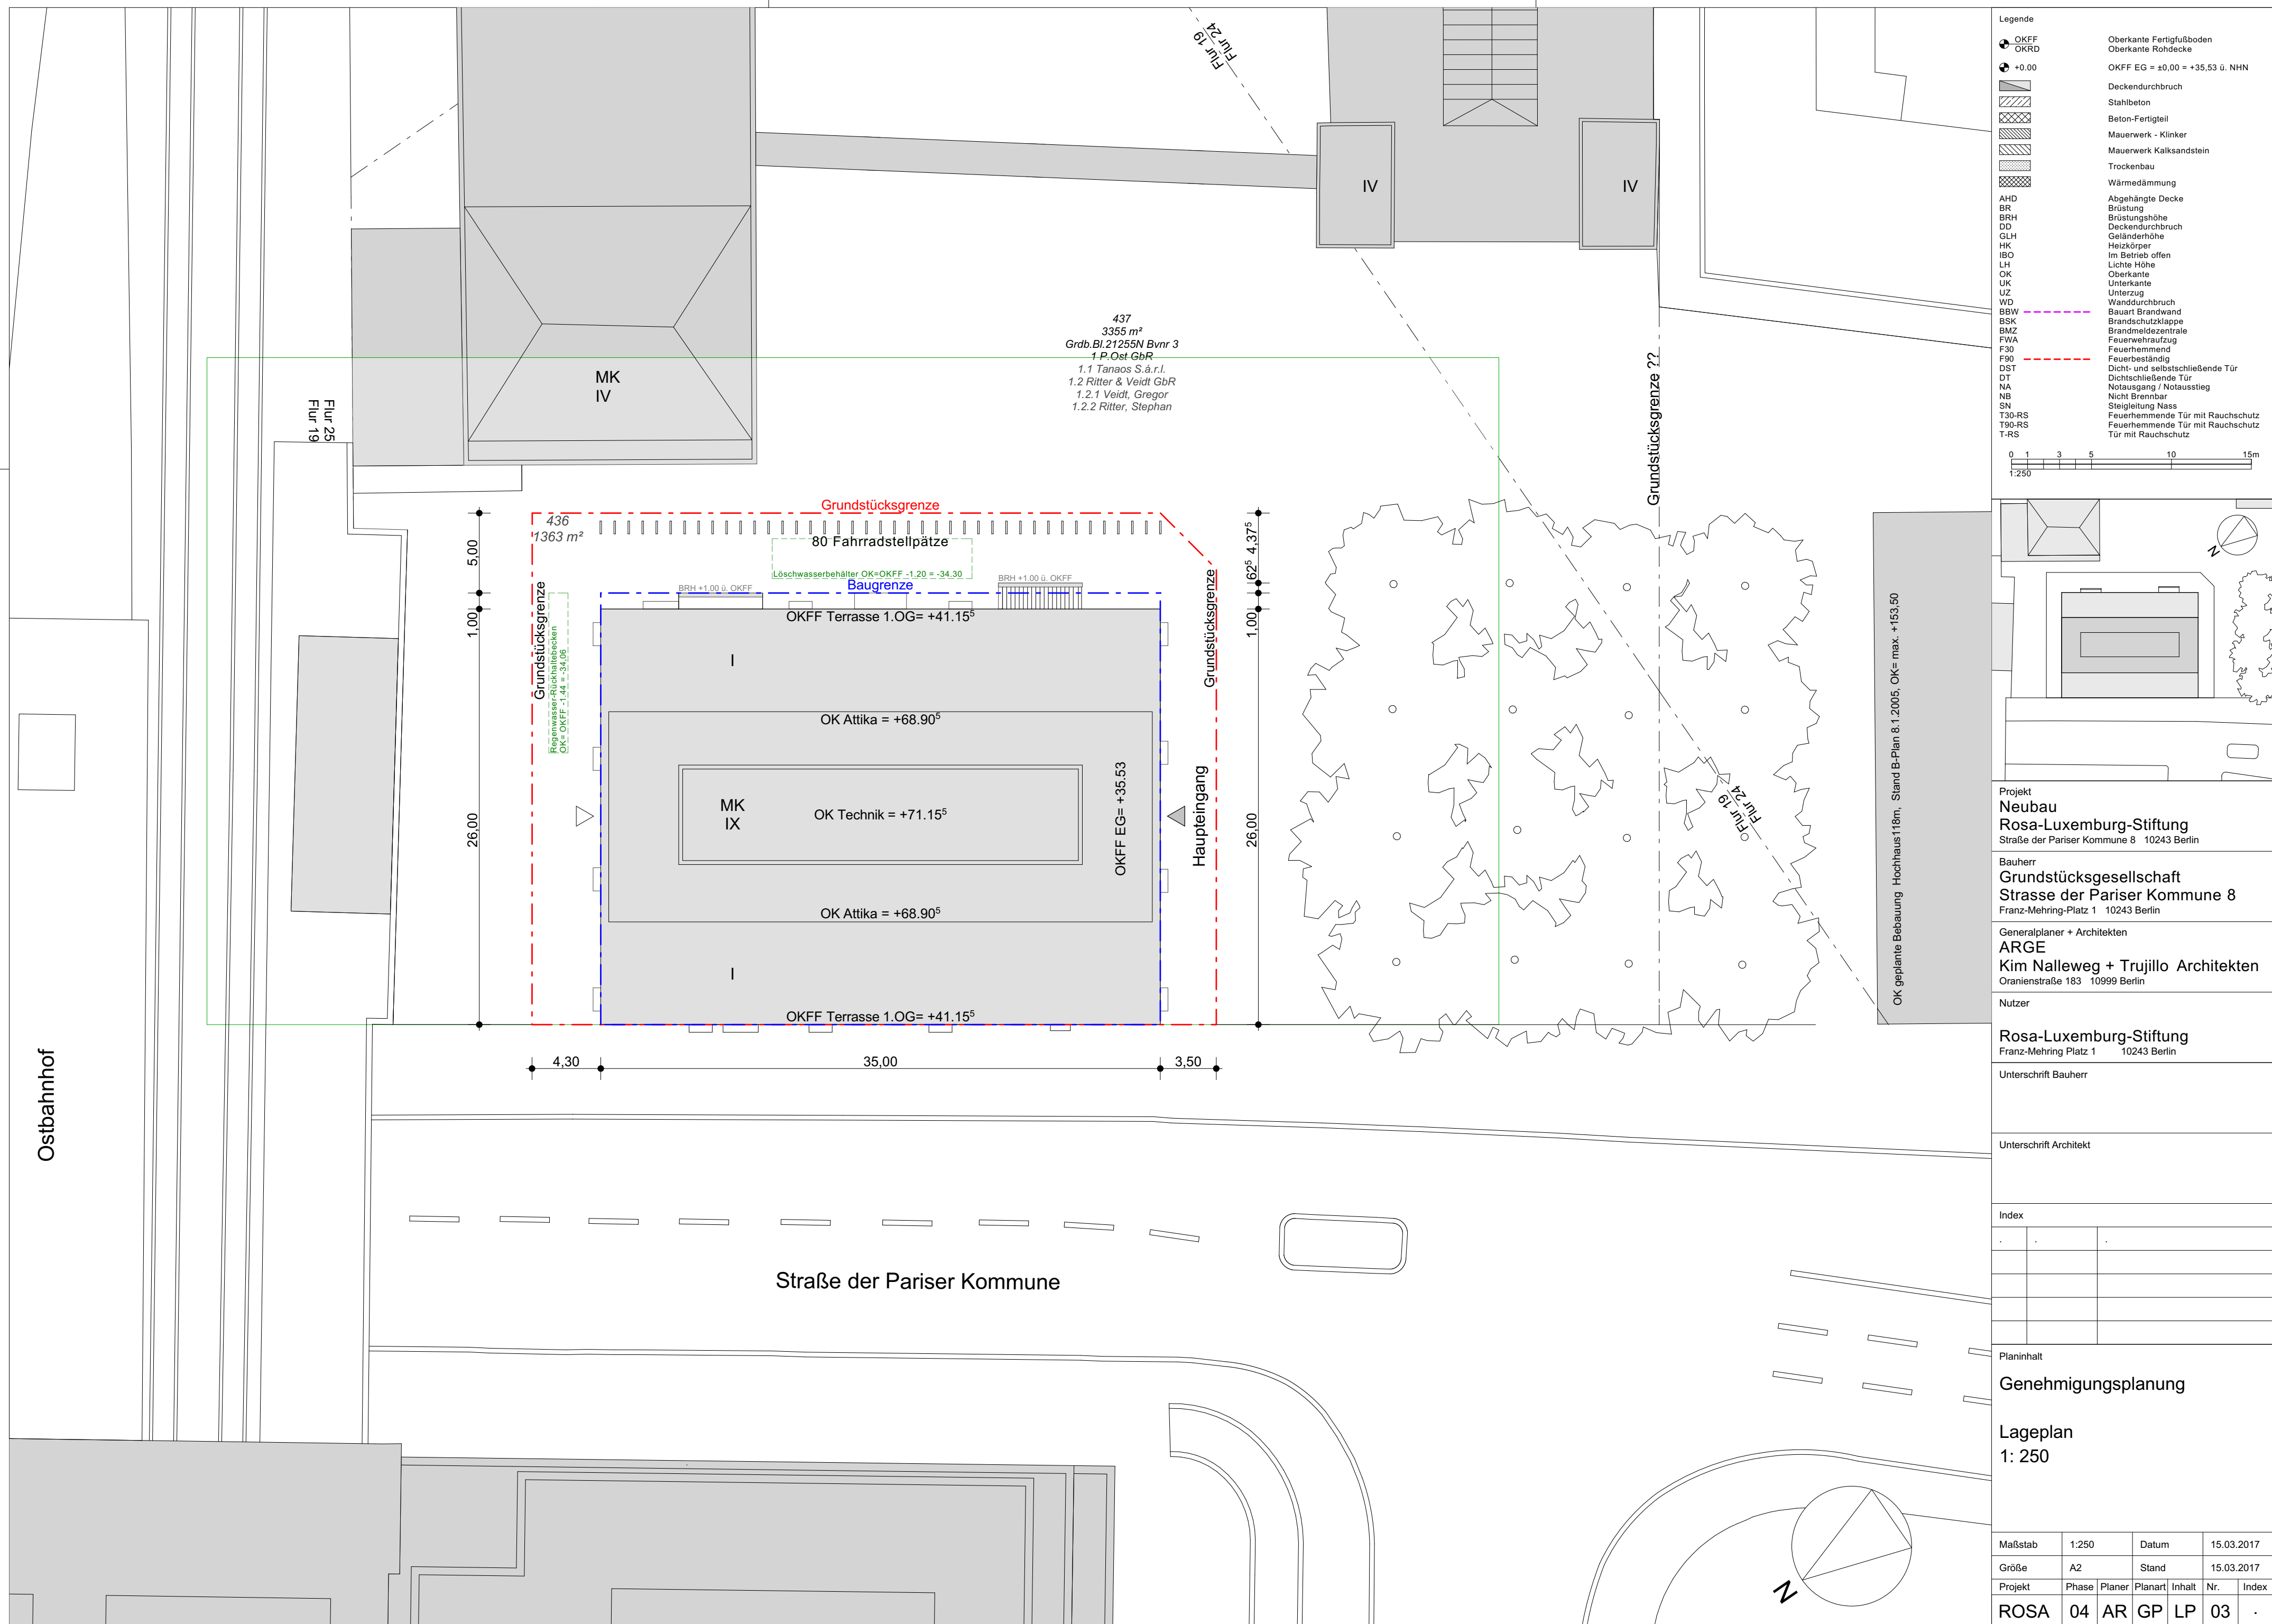 Flur 19
Flur 24
IV
IV
MK
IV
437
3355 m²
Grdb.Bl.21255N Bvnr 3
1 P.Ost GbR
1.1 Tanaos S.à.r.l.
1.2 Ritter & Veidt GbR
1.2.1 Veidt, Gregor
1.2.2 Ritter, Stephan
Flur 25
Flur 19
Grundstücksgrenze ??
Grundstücksgrenze
436
1363 m²
80 Fahrradstellpätze
Löschwasserbehälter OK=OKFF -1.20 = -34.30
Baugrenze
BRH +1.00 ü. OKFF
BRH +1.00 ü. OKFF
Grundstücksgrenze
Regenwasser-Rückhaltebecken
OK= OKFF -1.44 = -34,06
Grundstücksgrenze
5,00
1,00
26,00
4,37⁵
62⁵
1,00
26,00
OKFF Terrasse 1.OG= +41.15⁵
I
OK Attika = +68.90⁵
MK
IX
OK Technik = +71.15⁵
OKFF EG= +35.53
Haupteingang
OK Attika = +68.90⁵
I
OKFF Terrasse 1.OG= +41.15⁵
4,30
35,00
3,50
Flur 19
Flur 24
OK geplante Bebauung Hochhaus118m, Stand B-Plan 8.1.2005, OK= max. +153,50
Ostbahnhof
Straße der Pariser Kommune
N
Legende
OKFF Oberkante Fertigfußboden
OKRD Oberkante Rohdecke
+0.00 OKFF EG = ±0,00 = +35,53 ü. NHN
Deckendurchbruch
Stahlbeton
Beton-Fertigteil
Mauerwerk - Klinker
Mauerwerk Kalksandstein
Trockenbau
Wärmedämmung
AHD Abgehängte Decke
BR Brüstung
BRH Brüstungshöhe
DD Deckendurchbruch
GLH Geländerhöhe
HK Heizkörper
IBO Im Betrieb offen
LH Lichte Höhe
OK Oberkante
UK Unterkante
UZ Unterzug
WD Wanddurchbruch
BBW Bauart Brandwand
BSK Brandschutzklappe
BMZ Brandmeldezentrale
FWA Feuerwehraufzug
F30 Feuerhemmend
F90 Feuerbeständig
DST Dicht- und selbstschließende Tür
DT Dichtschließende Tür
NA Notausgang / Notausstieg
NB Nicht Brennbar
SN Steigleitung Nass
T30-RS Feuerhemmende Tür mit Rauchschutz
T90-RS Feuerhemmende Tür mit Rauchschutz
T-RS Tür mit Rauchschutz
0 1 3 5 10 15m
1:250
N
Projekt
Neubau
Rosa-Luxemburg-Stiftung
Straße der Pariser Kommune 8 10243 Berlin
Bauherr
Grundstücksgesellschaft
Strasse der Pariser Kommune 8
Franz-Mehring-Platz 1 10243 Berlin
Generalplaner + Architekten
ARGE
Kim Nalleweg + Trujillo Architekten
Oranienstraße 183 10999 Berlin
Nutzer
Rosa-Luxemburg-Stiftung
Franz-Mehring Platz 1 10243 Berlin
Unterschrift Bauherr
Unterschrift Architekt
Index
. . .
Planinhalt
Genehmigungsplanung
Lageplan
1: 250
Maßstab 1:250 Datum 15.03.2017
Größe A2 Stand 15.03.2017
Projekt Phase Planer Planart Inhalt Nr. Index
ROSA 04 AR GP LP 03 .